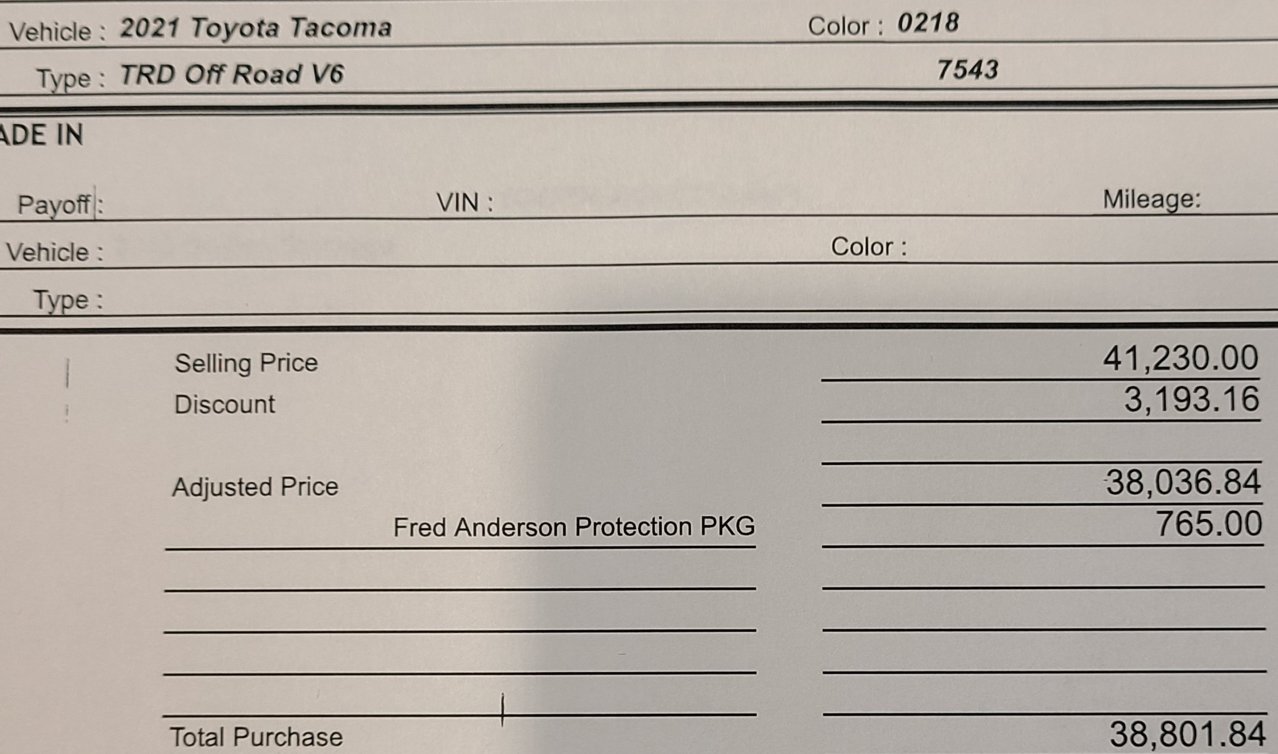 Vehicle : 2021 Toyota Tacoma Color : 0218
Type : TRD Off Road V6 7543
ADE IN
Payoff : VIN : Mileage:
Vehicle : Color :
Type :
Selling Price 41,230.00
Discount 3,193.16
Adjusted Price 38,036.84
Fred Anderson Protection PKG 765.00
Total Purchase 38,801.84